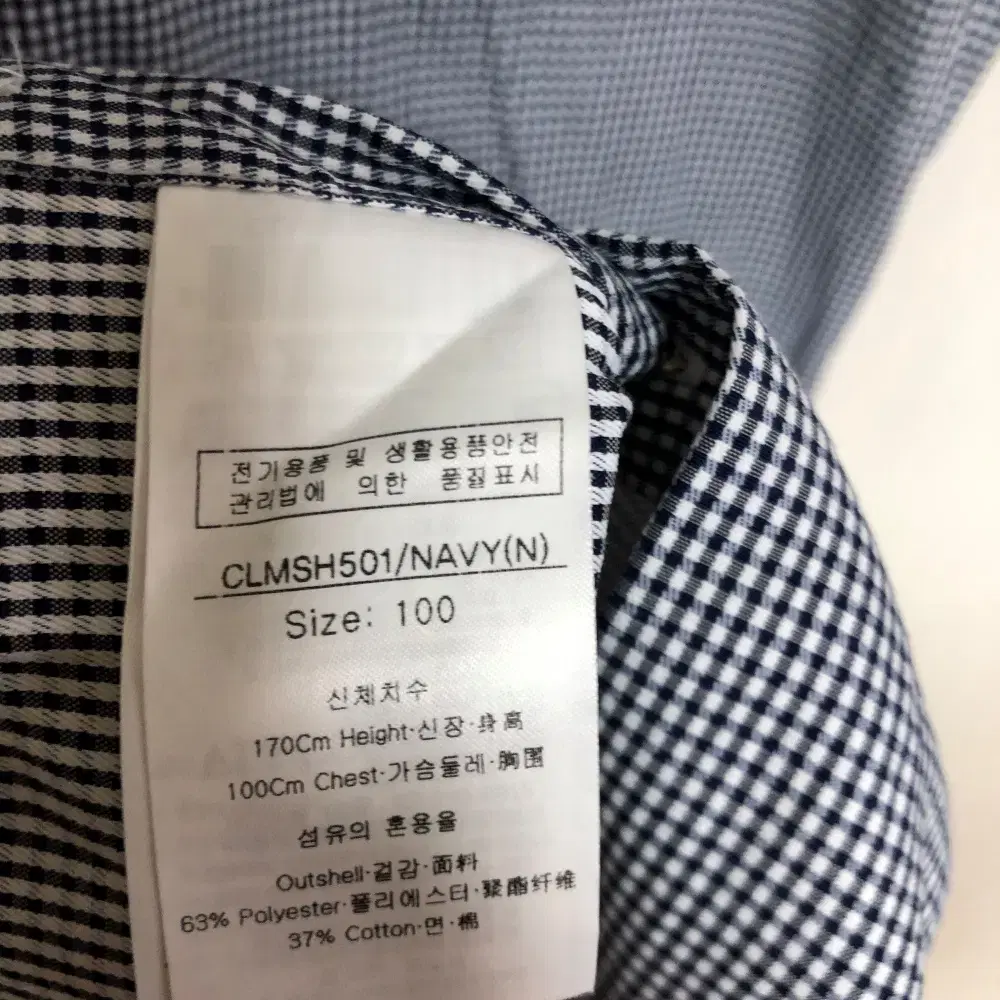 전기용품 및 생활용품안전
관리법에 의한 품질표시
CLMSH501/NAVY(N)
Size: 100
신체치수
170Cm Height·신장·身高
100Cm Chest·가슴둘레·胸围
섬유의 혼용율
Outshell·겉감·面料
63% Polyester·폴리에스터·聚酯纤维
37% Cotton·면·棉